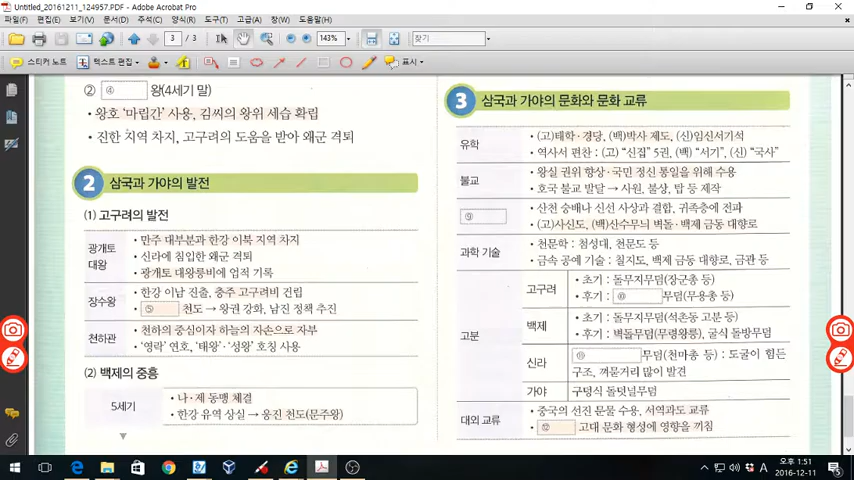 Untitled_20161211_124957.PDF - Adobe Acrobat Pro
파일(F) 편집(E) 보기(V) 문서(D) 주석(C) 양식(R) 도구(T) 고급(A) 창(W) 도움말(H)
3 / 3
143%
찾기
스티커 노트
텍스트 편집
표시
② ④ 왕(4세기 말)
• 왕호 ‘마립간’ 사용, 김씨의 왕위 세습 확립
• 진한 지역 차지, 고구려의 도움을 받아 왜군 격퇴
2 삼국과 가야의 발전
(1) 고구려의 발전
광개토 대왕
• 만주 대부분과 한강 이북 지역 차지
• 신라에 침입한 왜군 격퇴
• 광개토 대왕릉비에 업적 기록
장수왕
• 한강 이남 진출, 충주 고구려비 건립
• ⑤ 천도 → 왕권 강화, 남진 정책 추진
천하관
• 천하의 중심이자 하늘의 자손으로 자부
• ‘영락’ 연호, ‘태왕’·‘성왕’ 호칭 사용
(2) 백제의 중흥
5세기
• 나·제 동맹 체결
• 한강 유역 상실 → 웅진 천도(문주왕)
3 삼국과 가야의 문화와 문화 교류
유학
• (고)태학·경당, (백)박사 제도, (신)임신서기석
• 역사서 편찬 : (고) “신집” 5권, (백) “서기”, (신) “국사”
불교
• 왕실 권위 향상·국민 정신 통일을 위해 수용
• 호국 불교 발달 → 사원, 불상, 탑 등 제작
⑨
• 산천 숭배나 신선 사상과 결합, 귀족층에 전파
• (고)사신도, (백)산수무늬 벽돌·백제 금동 대향로
과학 기술
• 천문학 : 첨성대, 천문도 등
• 금속 공예 기술 : 칠지도, 백제 금동 대향로, 금관 등
고분
고구려
• 초기 : 돌무지무덤(장군총 등)
• 후기 : ⑩ 무덤(무용총 등)
백제
• 초기 : 돌무지무덤(석촌동 고분 등)
• 후기 : 벽돌무덤(무령왕릉), 굴식 돌방무덤
신라
⑪ 무덤(천마총 등) : 도굴이 힘든
구조, 껴묻거리 많이 발견
가야
구덩식 돌덧널무덤
대외 교류
• 중국의 선진 문물 수용, 서역과도 교류
• ⑫ 고대 문화 형성에 영향을 끼침
A
오후 1:51
2016-12-11
5